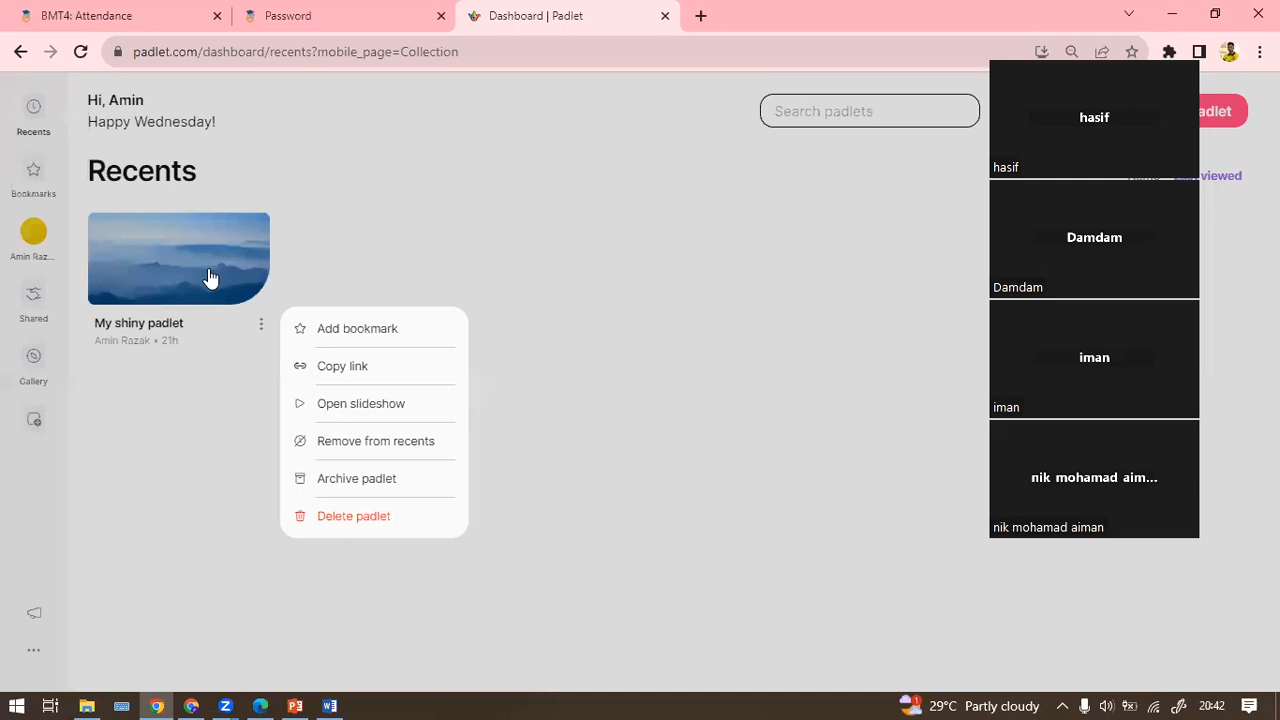 BMT4: Attendance
Password
Dashboard | Padlet
padlet.com/dashboard/recents?mobile_page=Collection
Hi, Amin
Happy Wednesday!
Search padlets
adlet
Recents
viewed
Recents
Bookmarks
Amin Raz...
Shared
Gallery
My shiny padlet
Amin Razak • 21h
Add bookmark
Copy link
Open slideshow
Remove from recents
Archive padlet
Delete padlet
hasif
hasif
Damdam
Damdam
iman
iman
nik mohamad aim...
nik mohamad aiman
29°C Partly cloudy
20:42